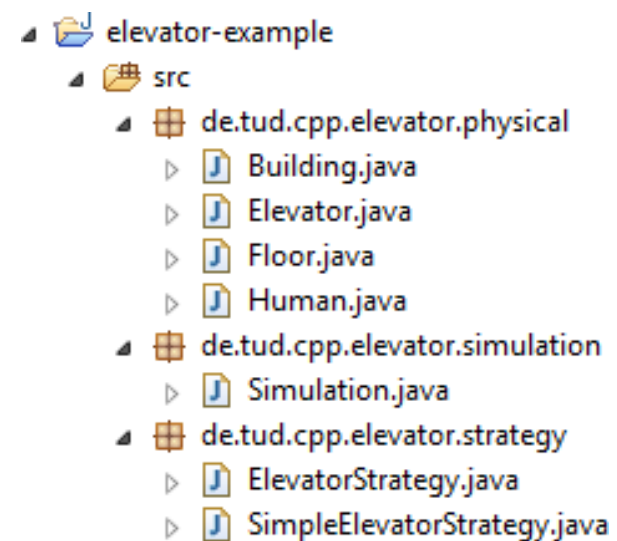 elevator-example
src
de.tud.cpp.elevator.physical
Building.java
Elevator.java
Floor.java
Human.java
de.tud.cpp.elevator.simulation
Simulation.java
de.tud.cpp.elevator.strategy
ElevatorStrategy.java
SimpleElevatorStrategy.java